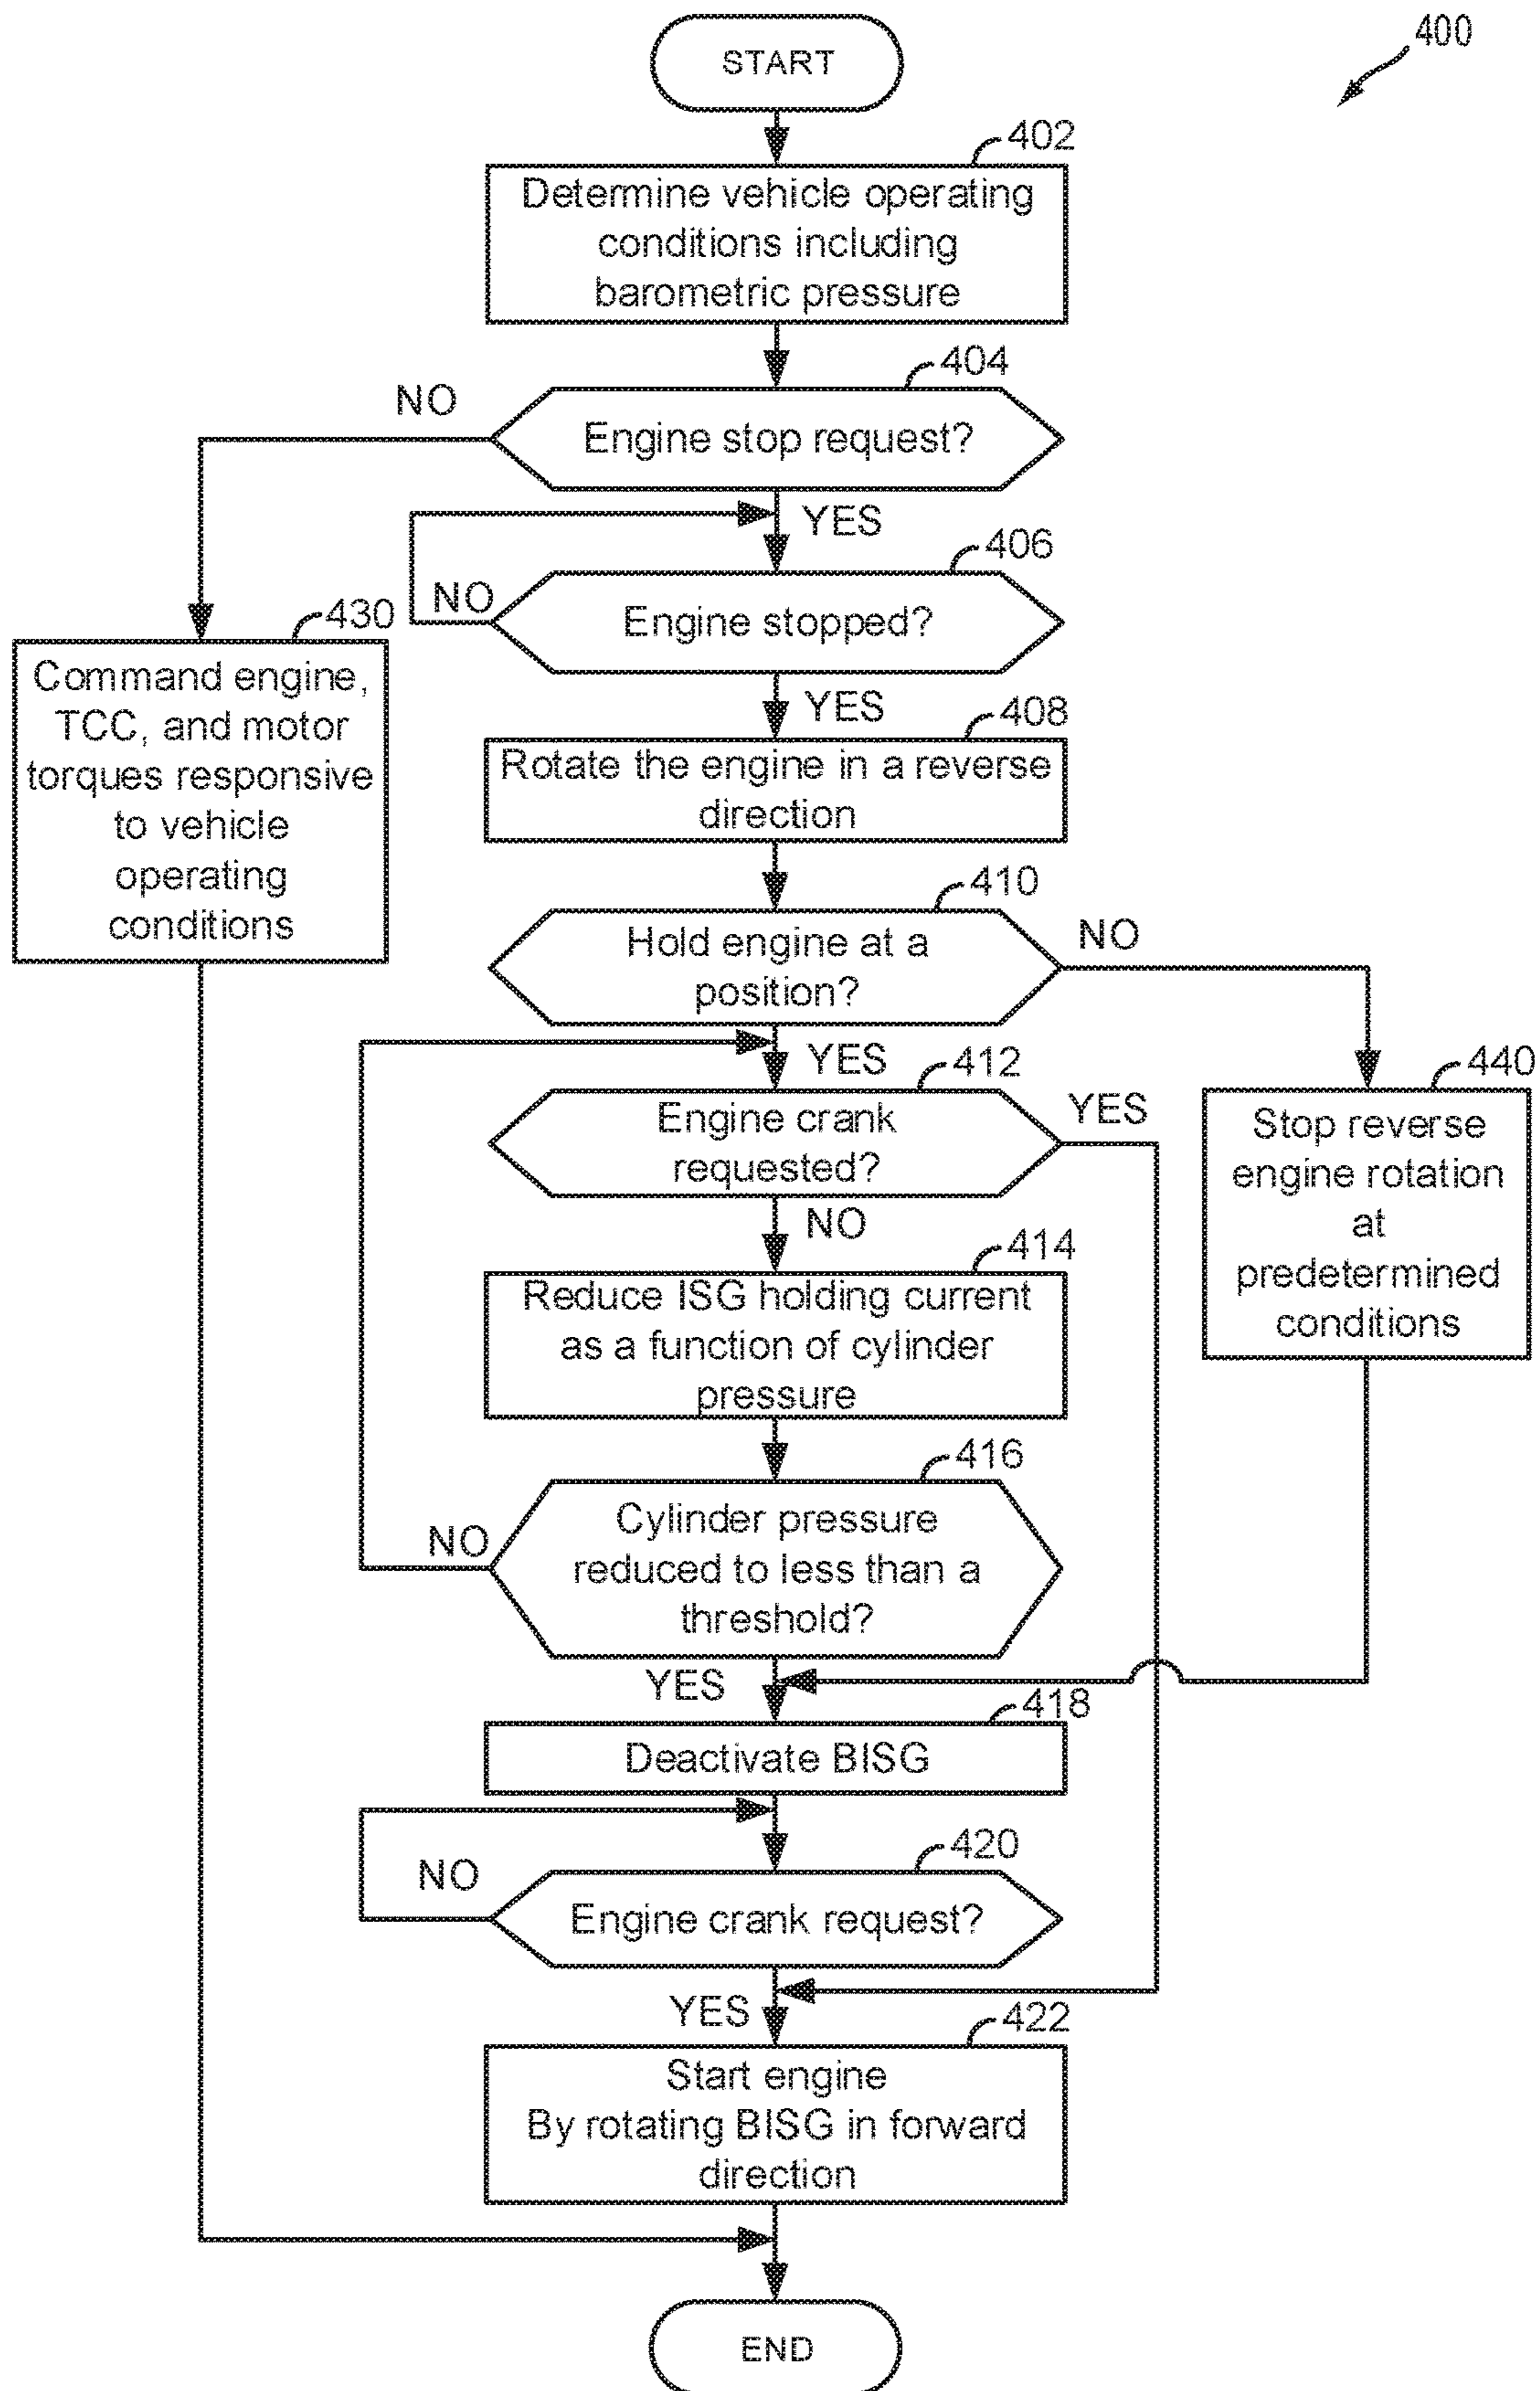 400
START
402
Determine vehicle operating
conditions including
barometric pressure
404
NO
Engine stop request?
YES
406
NO
Engine stopped?
430
Command engine,
TCC, and motor
torques responsive
to vehicle
operating
conditions
YES
408
Rotate the engine in a reverse
direction
410
Hold engine at a
position?
NO
YES
412
Engine crank
requested?
YES
440
Stop reverse
engine rotation
at
predetermined
conditions
NO
414
Reduce ISG holding current
as a function of cylinder
pressure
416
Cylinder pressure
reduced to less than a
threshold?
NO
YES
418
Deactivate BISG
420
NO
Engine crank request?
YES
422
Start engine
By rotating BISG in forward
direction
END